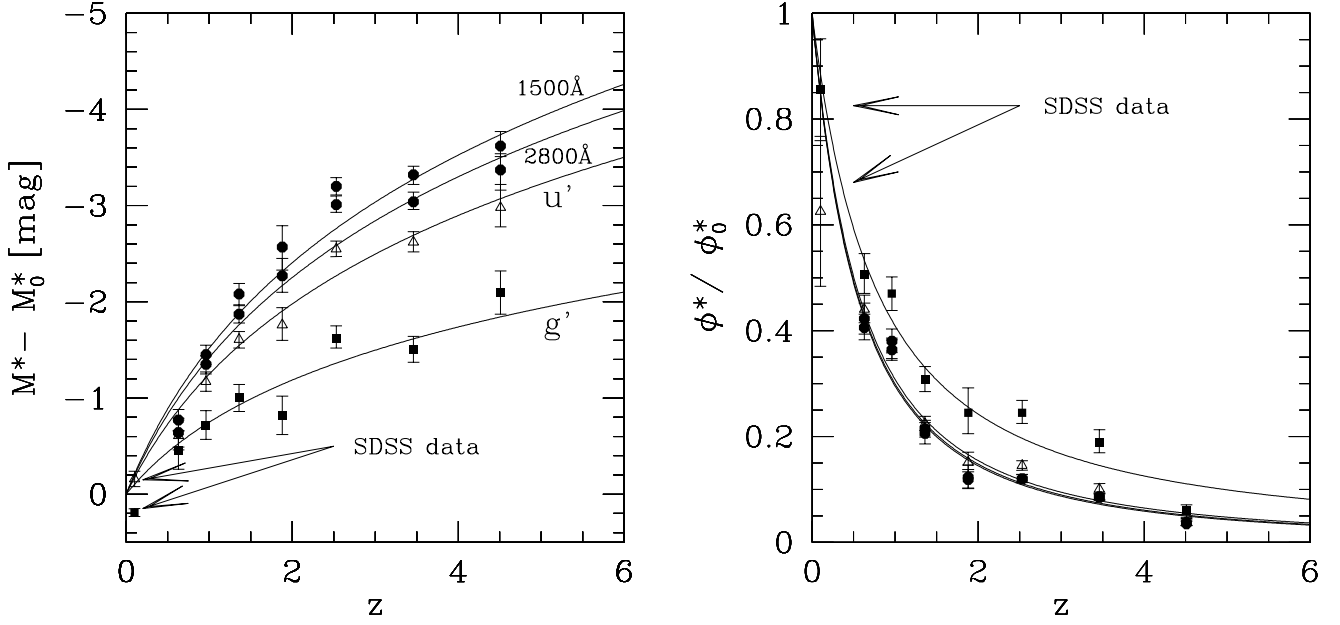 -5
-4
-3
-2
-1
0
0
2
4
6
z
M*− M*₀ [mag]
1500Å
2800Å
u'
g'
SDSS data
1
0.8
0.6
0.4
0.2
0
0
2
4
6
z
ϕ*/ ϕ*₀
SDSS data